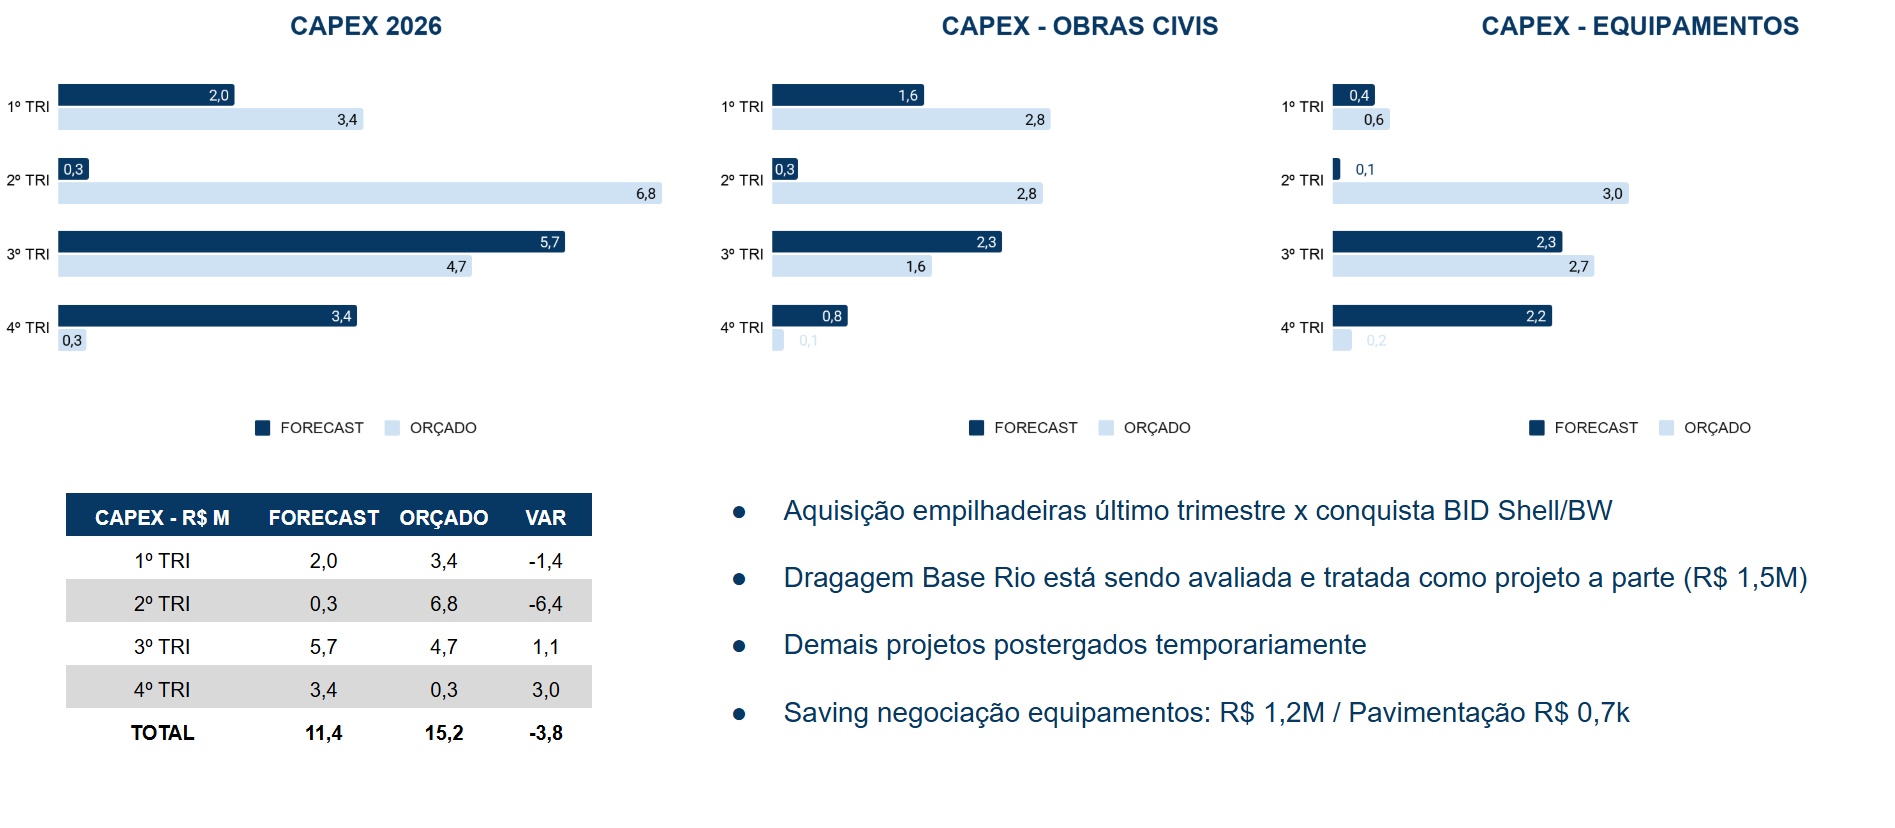 CAPEX 2026
1º TRI
2,0
3,4
2º TRI
0,3
6,8
3º TRI
5,7
4,7
4º TRI
3,4
0,3
FORECAST ORÇADO
CAPEX - OBRAS CIVIS
1º TRI
1,6
2,8
2º TRI
0,3
2,8
3º TRI
2,3
1,6
4º TRI
0,8
0,1
FORECAST ORÇADO
CAPEX - EQUIPAMENTOS
1º TRI
0,4
0,6
2º TRI
0,1
3,0
3º TRI
2,3
2,7
4º TRI
2,2
0,2
FORECAST ORÇADO
CAPEX - R$ M FORECAST ORÇADO VAR
1º TRI 2,0 3,4 -1,4
2º TRI 0,3 6,8 -6,4
3º TRI 5,7 4,7 1,1
4º TRI 3,4 0,3 3,0
TOTAL 11,4 15,2 -3,8
● Aquisição empilhadeiras último trimestre x conquista BID Shell/BW
● Dragagem Base Rio está sendo avaliada e tratada como projeto a parte (R$ 1,5M)
● Demais projetos postergados temporariamente
● Saving negociação equipamentos: R$ 1,2M / Pavimentação R$ 0,7k